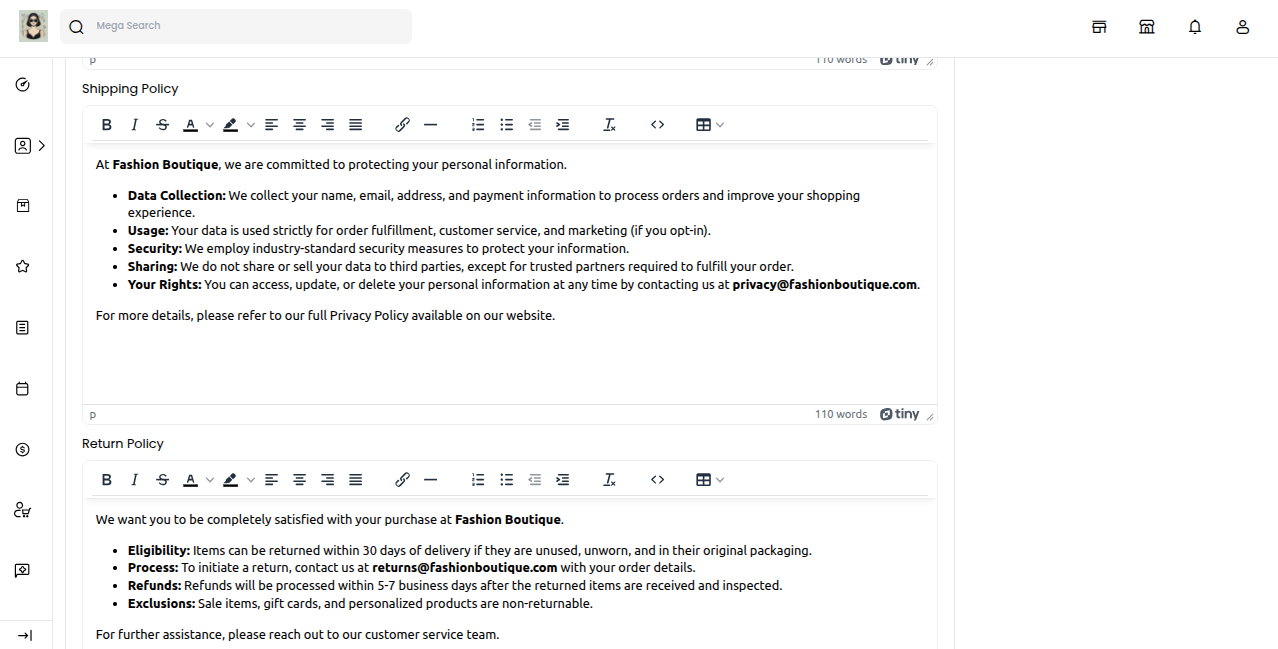 Mega Search
p 110 words tiny
Shipping Policy
At Fashion Boutique, we are committed to protecting your personal information.
Data Collection: We collect your name, email, address, and payment information to process orders and improve your shopping
experience.
Usage: Your data is used strictly for order fulfillment, customer service, and marketing (if you opt-in).
Security: We employ industry-standard security measures to protect your information.
Sharing: We do not share or sell your data to third parties, except for trusted partners required to fulfill your order.
Your Rights: You can access, update, or delete your personal information at any time by contacting us at privacy@fashionboutique.com.
For more details, please refer to our full Privacy Policy available on our website.
p 110 words tiny
Return Policy
We want you to be completely satisfied with your purchase at Fashion Boutique.
Eligibility: Items can be returned within 30 days of delivery if they are unused, unworn, and in their original packaging.
Process: To initiate a return, contact us at returns@fashionboutique.com with your order details.
Refunds: Refunds will be processed within 5-7 business days after the returned items are received and inspected.
Exclusions: Sale items, gift cards, and personalized products are non-returnable.
For further assistance, please reach out to our customer service team.